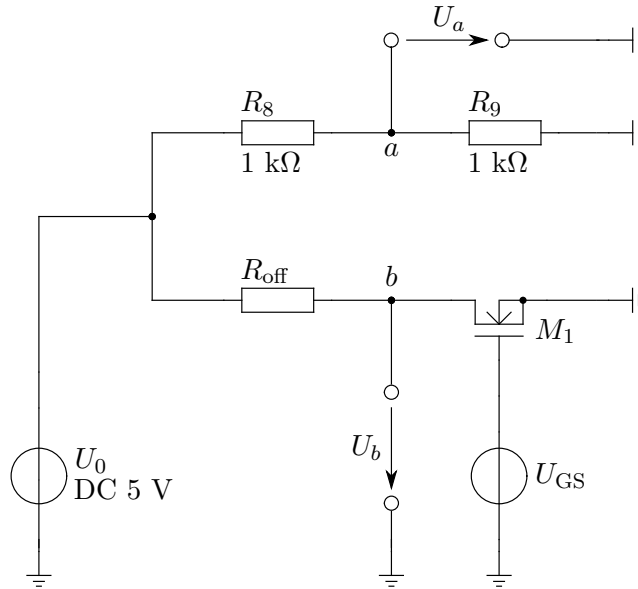 U_a
R_8
R_9
a
1 kΩ
1 kΩ
R_off
b
M_1
U_0
DC 5 V
U_b
U_GS